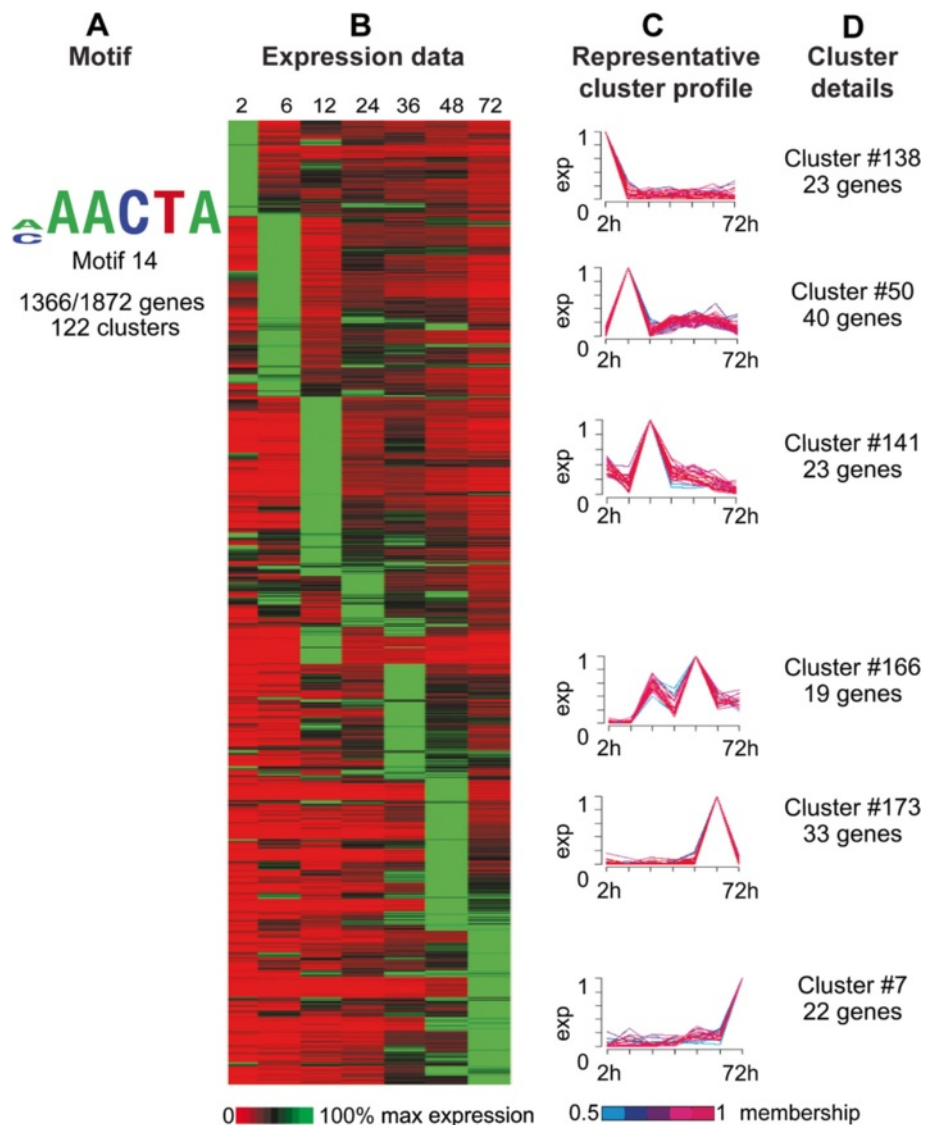 A
Motif
B
Expression data
C
Representative
cluster profile
D
Cluster
details
2 6 12 24 36 48 72
A
C
AACTA
Motif 14
1366/1872 genes
122 clusters
1
exp
0
2h 72h
Cluster #138
23 genes
1
exp
0
2h 72h
Cluster #50
40 genes
1
exp
0
2h 72h
Cluster #141
23 genes
1
exp
0
2h 72h
Cluster #166
19 genes
1
exp
0
2h 72h
Cluster #173
33 genes
1
exp
0
2h 72h
Cluster #7
22 genes
0 100% max expression
0.5 1 membership